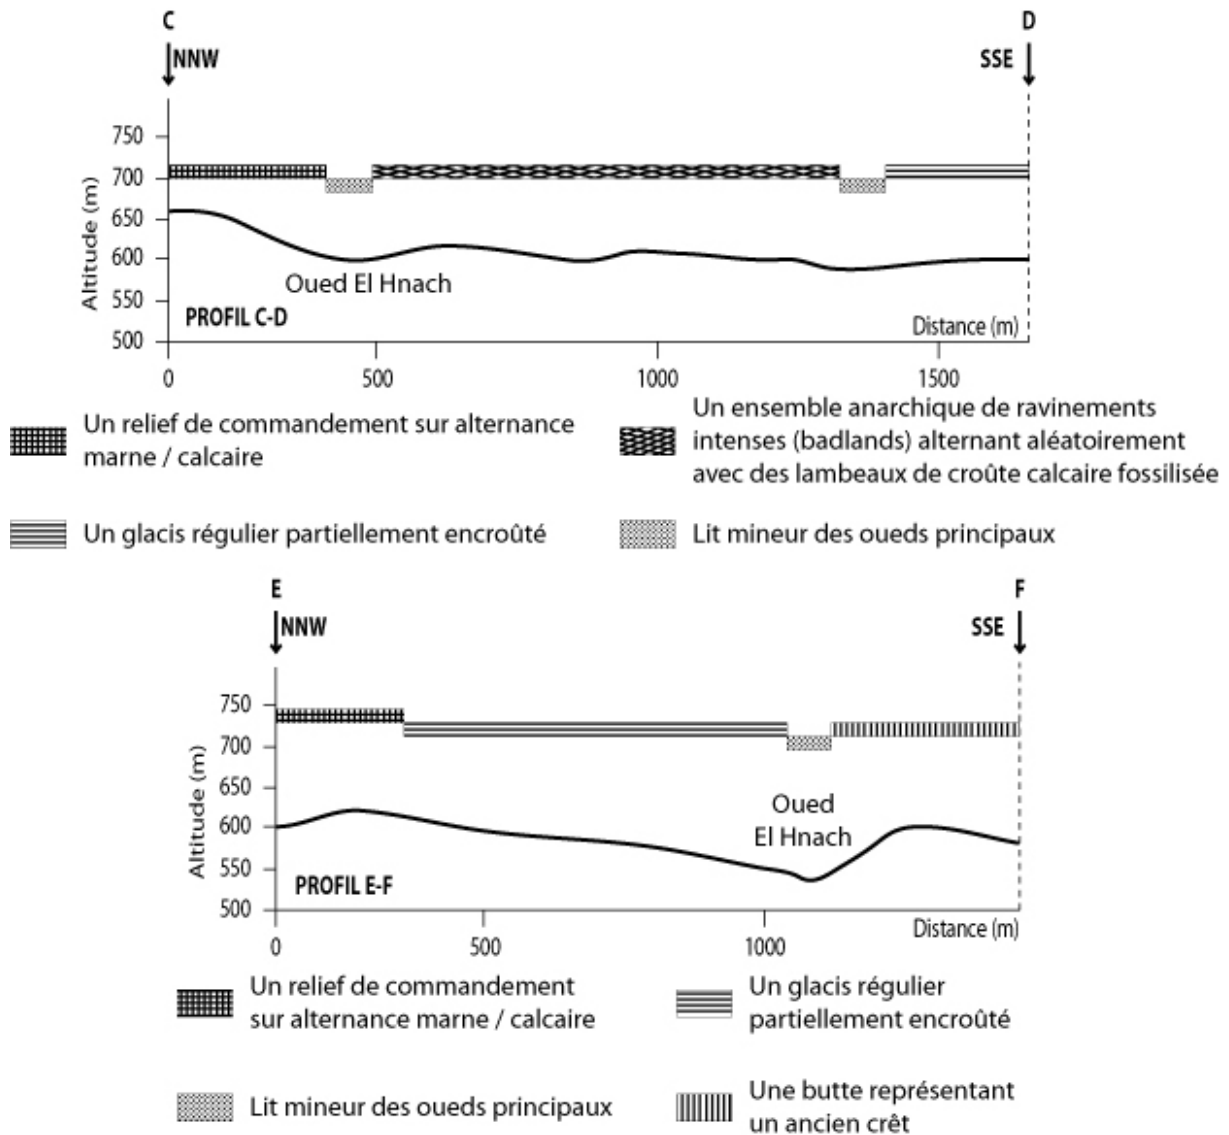 C
D
NNW
SSE
750
700
650
600
550
500
Altitude (m)
Oued El Hnach
PROFIL C-D
Distance (m)
0
500
1000
1500
Un relief de commandement sur alternance
marne / calcaire
Un ensemble anarchique de ravinements
intenses (badlands) alternant aléatoirement
avec des lambeaux de croûte calcaire fossilisée
Un glacis régulier partiellement encroûté
Lit mineur des oueds principaux
E
F
NNW
SSE
750
700
650
600
550
500
Altitude (m)
Oued
El Hnach
PROFIL E-F
Distance (m)
0
500
1000
Un relief de commandement
sur alternance marne / calcaire
Un glacis régulier
partiellement encroûté
Lit mineur des oueds principaux
Une butte représentant
un ancien crêt